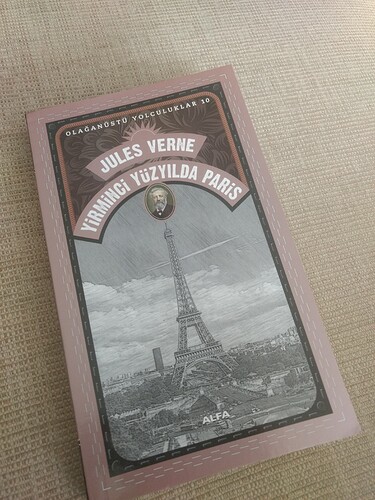 OLAĞANÜSTÜ YOLCULUKLAR 10
JULES VERNE
YİRMİNCİ YÜZYILDA PARİS
ALFA